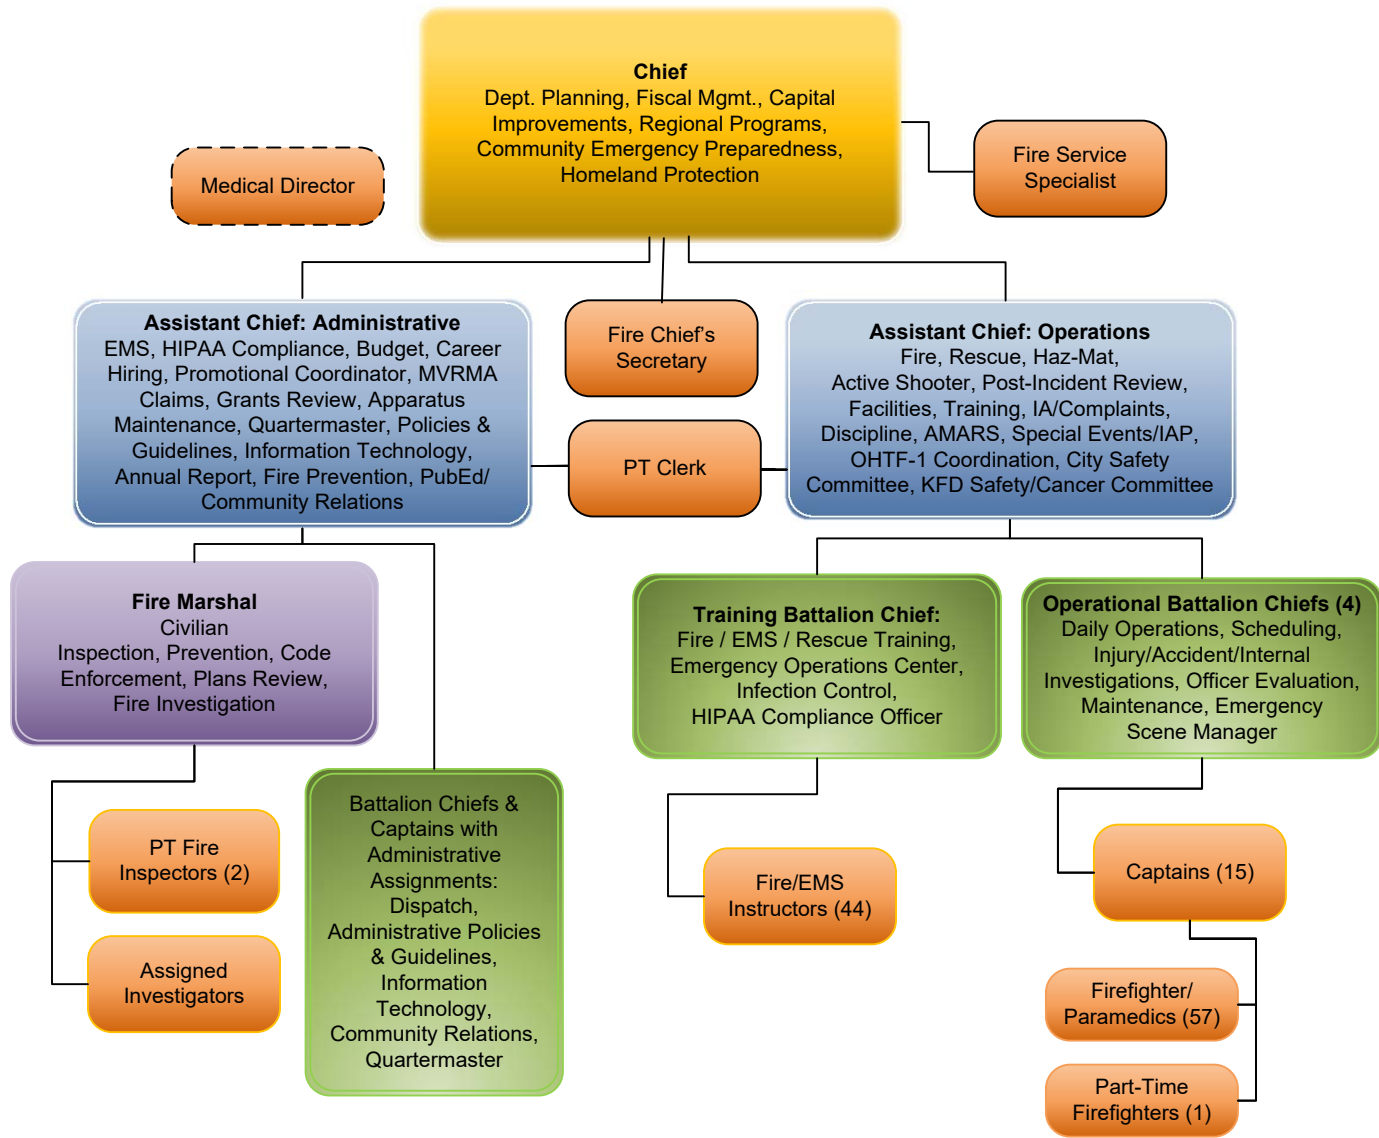 Chief
Dept. Planning, Fiscal Mgmt., Capital
Improvements, Regional Programs,
Community Emergency Preparedness,
Homeland Protection
Medical Director
Fire Service
Specialist
Assistant Chief: Administrative
EMS, HIPAA Compliance, Budget, Career
Hiring, Promotional Coordinator, MVRMA
Claims, Grants Review, Apparatus
Maintenance, Quartermaster, Policies &
Guidelines, Information Technology,
Annual Report, Fire Prevention, PubEd/
Community Relations
Fire Chief’s
Secretary
PT Clerk
Assistant Chief: Operations
Fire, Rescue, Haz-Mat,
Active Shooter, Post-Incident Review,
Facilities, Training, IA/Complaints,
Discipline, AMARS, Special Events/IAP,
OHTF-1 Coordination, City Safety
Committee, KFD Safety/Cancer Committee
Fire Marshal
Civilian
Inspection, Prevention, Code
Enforcement, Plans Review,
Fire Investigation
Training Battalion Chief:
Fire / EMS / Rescue Training,
Emergency Operations Center,
Infection Control,
HIPAA Compliance Officer
Operational Battalion Chiefs (4)
Daily Operations, Scheduling,
Injury/Accident/Internal
Investigations, Officer Evaluation,
Maintenance, Emergency
Scene Manager
PT Fire
Inspectors (2)
Assigned
Investigators
Battalion Chiefs &
Captains with
Administrative
Assignments:
Dispatch,
Administrative Policies
& Guidelines,
Information
Technology,
Community Relations,
Quartermaster
Fire/EMS
Instructors (44)
Captains (15)
Firefighter/
Paramedics (57)
Part-Time
Firefighters (1)